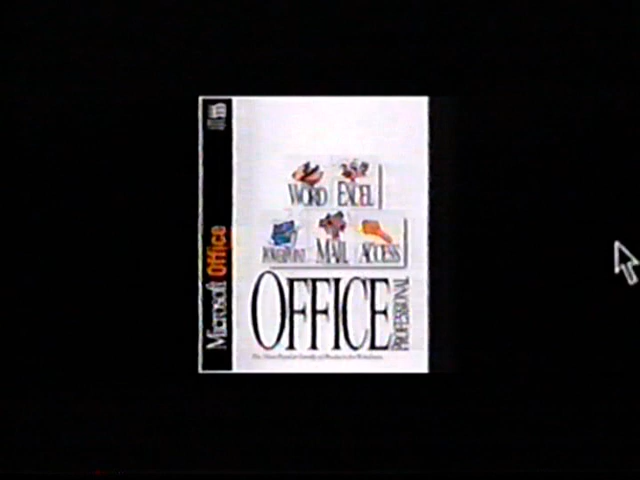 Microsoft Office
WORD EXCEL
POWERPOINT MAIL ACCESS
OFFICE
PROFESSIONAL